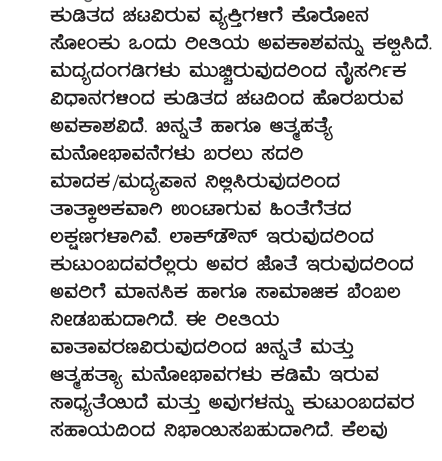 ಕುಡಿತದ ಚಟವಿರುವ ವ್ಯಕ್ತಿಗಳಿಗೆ ಕೊರೋನ
ಸೋಂಕು ಒಂದು ರೀತಿಯ ಅವಕಾಶವನ್ನು ಕಲ್ಪಿಸಿದೆ.
ಮದ್ಯದಂಗಡಿಗಳು ಮುಚ್ಚಿರುವುದರಿಂದ ನೈಸರ್ಗಿಕ
ವಿಧಾನಗಳಿಂದ ಕುಡಿತದ ಚಟದಿಂದ ಹೊರಬರುವ
ಅವಕಾಶವಿದೆ. ಖಿನ್ನತೆ ಹಾಗೂ ಆತ್ಮಹತ್ಯೆ
ಮನೋಭಾವನೆಗಳು ಬರಲು ಸದರಿ
ಮಾದಕ/ಮದ್ಯಪಾನ ನಿಲ್ಲಿಸಿರುವುದರಿಂದ
ತಾತ್ಕಾಲಿಕವಾಗಿ ಉಂಟಾಗುವ ಹಿಂತೆಗೆತದ
ಲಕ್ಷಣಗಳಾಗಿವೆ. ಲಾಕ್‌ಡೌನ್ ಇರುವುದರಿಂದ
ಕುಟುಂಬದವರೆಲ್ಲರು ಅವರ ಜೊತೆ ಇರುವುದರಿಂದ
ಅವರಿಗೆ ಮಾನಸಿಕ ಹಾಗೂ ಸಾಮಾಜಿಕ ಬೆಂಬಲ
ನೀಡಬಹುದಾಗಿದೆ. ಈ ರೀತಿಯ
ವಾತಾವರಣವಿರುವುದರಿಂದ ಖಿನ್ನತೆ ಮತ್ತು
ಆತ್ಮಹತ್ಯಾ ಮನೋಭಾವಗಳು ಕಡಿಮೆ ಇರುವ
ಸಾಧ್ಯತೆಯಿದೆ ಮತ್ತು ಅವುಗಳನ್ನು ಕುಟುಂಬದವರ
ಸಹಾಯದಿಂದ ನಿಭಾಯಿಸಬಹುದಾಗಿದೆ. ಕೆಲವು